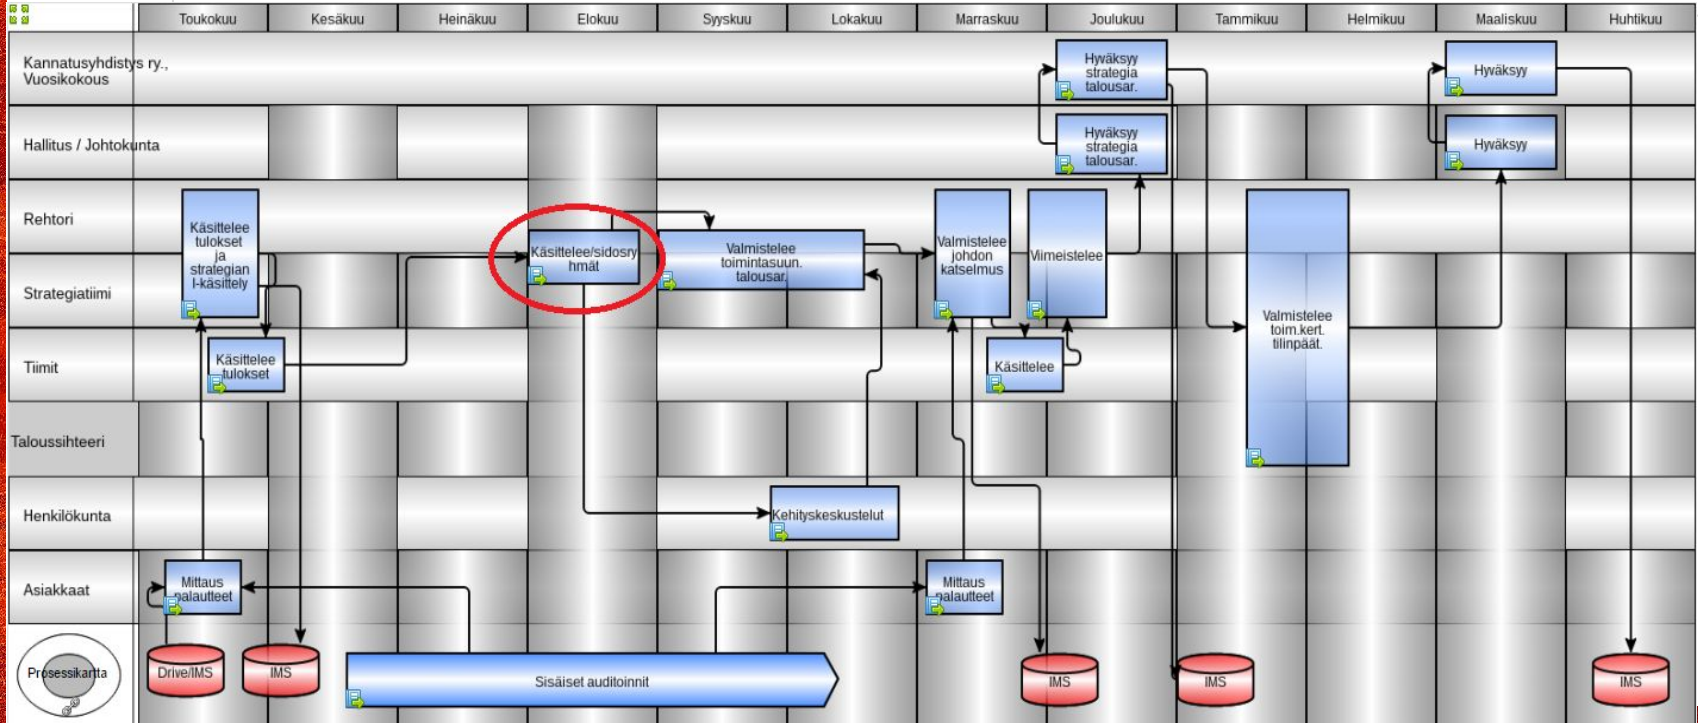 Toukokuu
Kesäkuu
Heinäkuu
Elokuu
Syyskuu
Lokakuu
Marraskuu
Joulukuu
Tammikuu
Helmikuu
Maaliskuu
Huhtikuu
Kannatusyhdistys ry.,
Vuosikokous
Hyväksyy
strategia
talousar.
Hyväksyy
Hallitus / Johtokunta
Hyväksyy
strategia
talousar.
Hyväksyy
Rehtori
Strategiatiimi
Käsittelee
tulokset
ja
strategian
I-käsittely
Käsittelee/sidosry
hmät
Valmistelee
toimintasuun.
talousar.
Valmistelee
johdon
katselmus
Viimeistelee
Valmistelee
toim.kert.
tilinpäät.
Tiimit
Käsittelee
tulokset
Käsittelee
Taloussihteeri
Henkilökunta
Kehityskeskustelut
Asiakkaat
Mittaus
palautteet
Mittaus
palautteet
Prosessikartta
Drive/IMS
IMS
Sisäiset auditoinnit
IMS
IMS
IMS